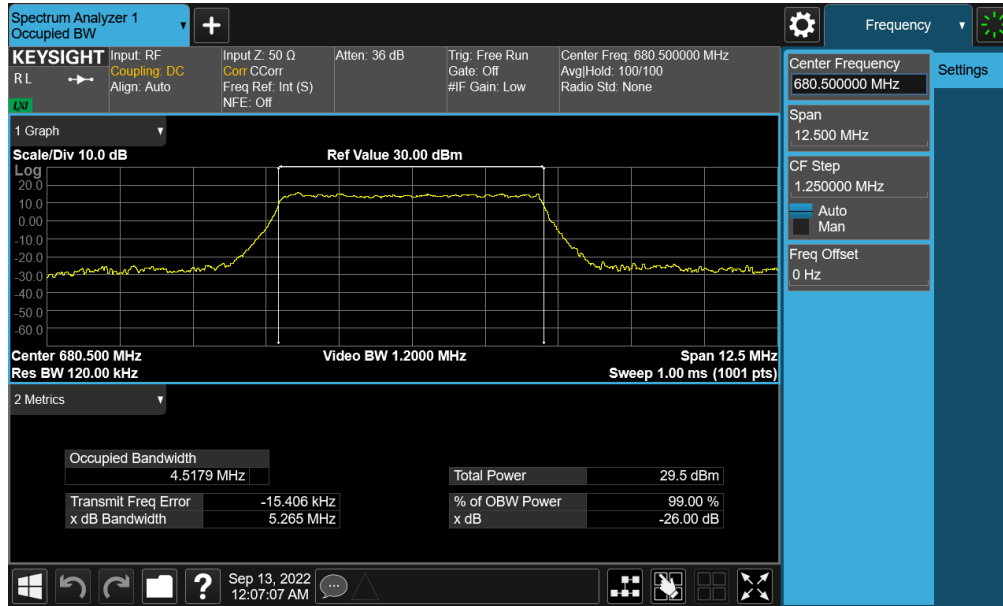 Spectrum Analyzer 1
Occupied BW
+
Frequency
KEYSIGHT
R L
LXI
Input: RF
Coupling: DC
Align: Auto
Input Z: 50 Ω
Corr CCorr
Freq Ref: Int (S)
NFE: Off
Atten: 36 dB
Trig: Free Run
Gate: Off
#IF Gain: Low
Center Freq: 680.500000 MHz
Avg|Hold: 100/100
Radio Std: None
Center Frequency
680.500000 MHz
Settings
Span
12.500 MHz
CF Step
1.250000 MHz
Auto
Man
Freq Offset
0 Hz
1 Graph
Scale/Div 10.0 dB
Ref Value 30.00 dBm
Log
20.0
10.0
0.00
-10.0
-20.0
-30.0
-40.0
-50.0
-60.0
Center 680.500 MHz
Video BW 1.2000 MHz
Span 12.5 MHz
Res BW 120.00 kHz
Sweep 1.00 ms (1001 pts)
2 Metrics
Occupied Bandwidth
4.5179 MHz
Total Power 29.5 dBm
Transmit Freq Error -15.406 kHz
% of OBW Power 99.00 %
x dB Bandwidth 5.265 MHz
x dB -26.00 dB
?
Sep 13, 2022
12:07:07 AM